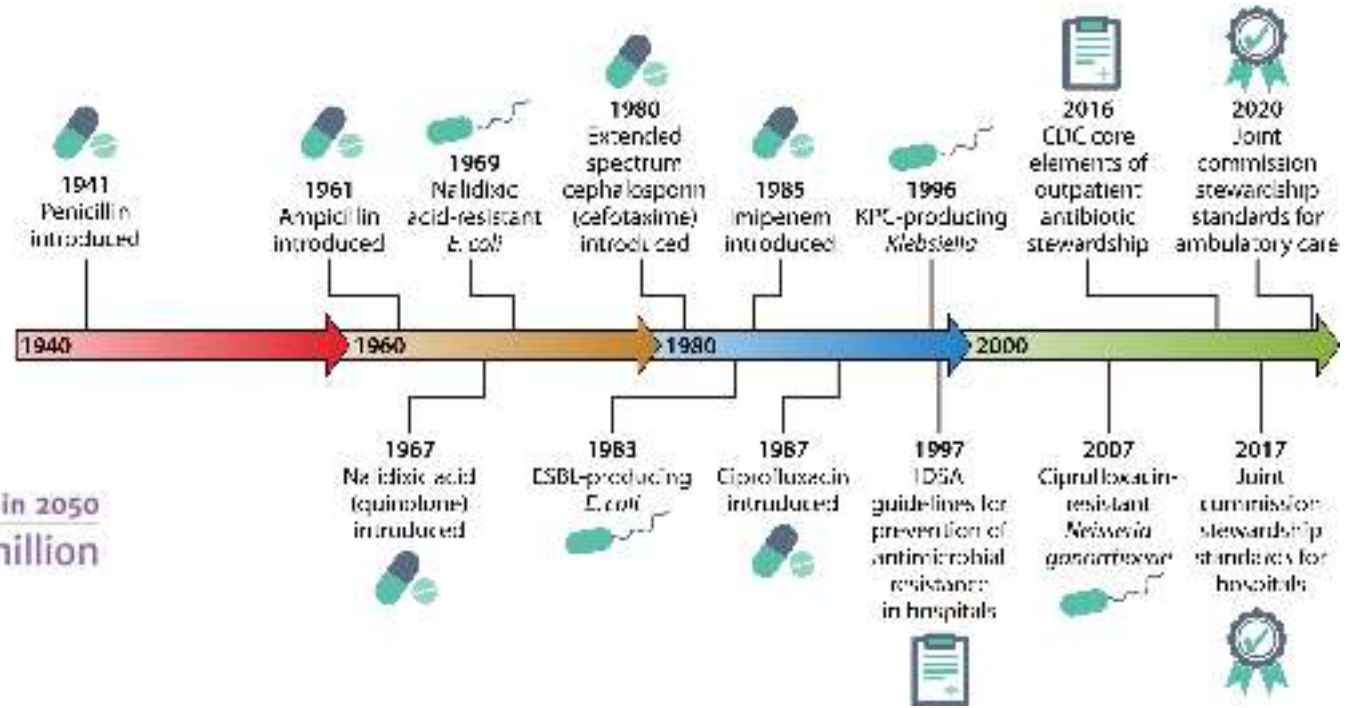 1941
Penicillin
introduced
1961
Ampicillin
introduced
1969
Nalidixic
acid-resistant
E. coli
1980
Extended
spectrum
cephalosporin
(cefotaxime)
introduced
1985
Imipenem
introduced
1996
KPC-producing
Klebsiella
2016
CDC core
elements of
outpatient
antibiotic
stewardship
2020
Joint
commission
stewardship
standards for
ambulatory care
1940
1960
1980
2000
1967
Nalidixic acid
(quinolone)
introduced
1983
ESBL-producing
E. coli
1987
Ciprofloxacin
introduced
1997
IDSA
guidelines for
prevention of
antimicrobial
resistance
in hospitals
2007
Ciprofloxacin-
resistant
Neisseria
gonorrhoeae
2017
Joint
commission
stewardship
standards for
hospitals
in 2050
million